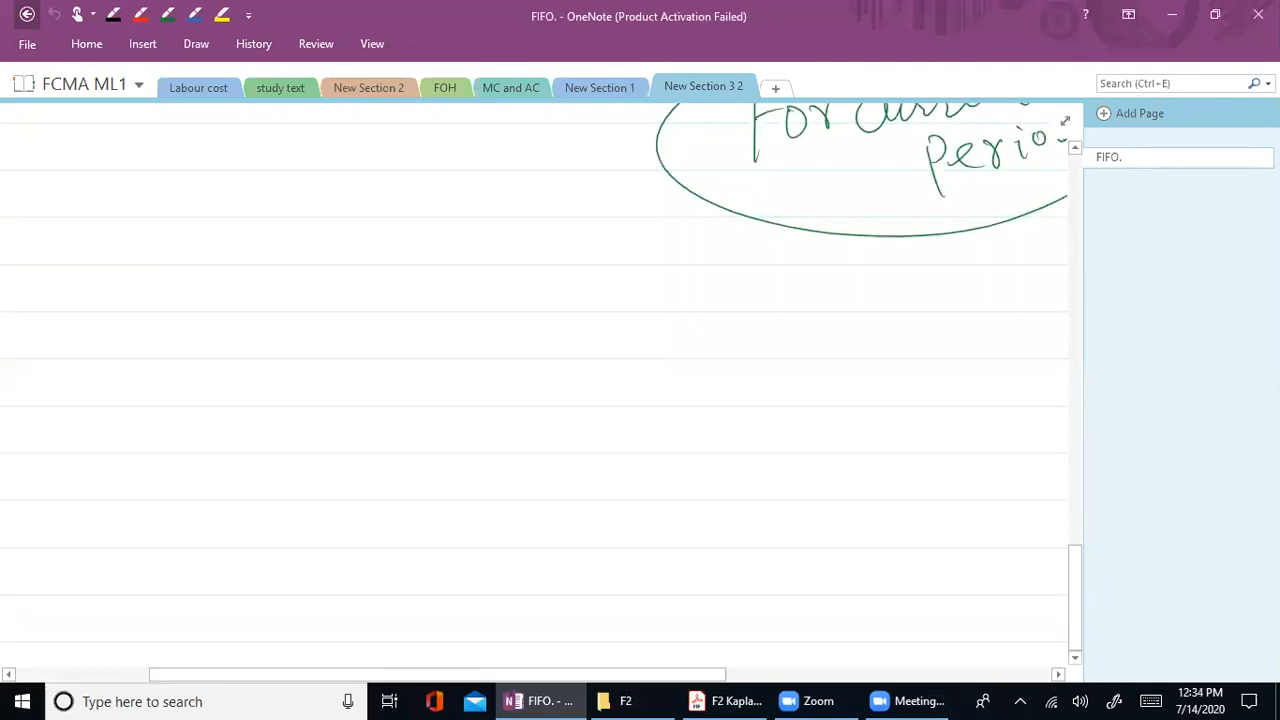 FIFO. - OneNote (Product Activation Failed)
File Home Insert Draw History Review View
FCMA ML1 Labour cost study text New Section 2 FOH MC and AC New Section 1 New Section 3 2 Search (Ctrl+E)
Add Page
FIFO.
For
Type here to search FIFO. - ... F2 F2 Kapla... Zoom Meeting... 12:34 PM
7/14/2020